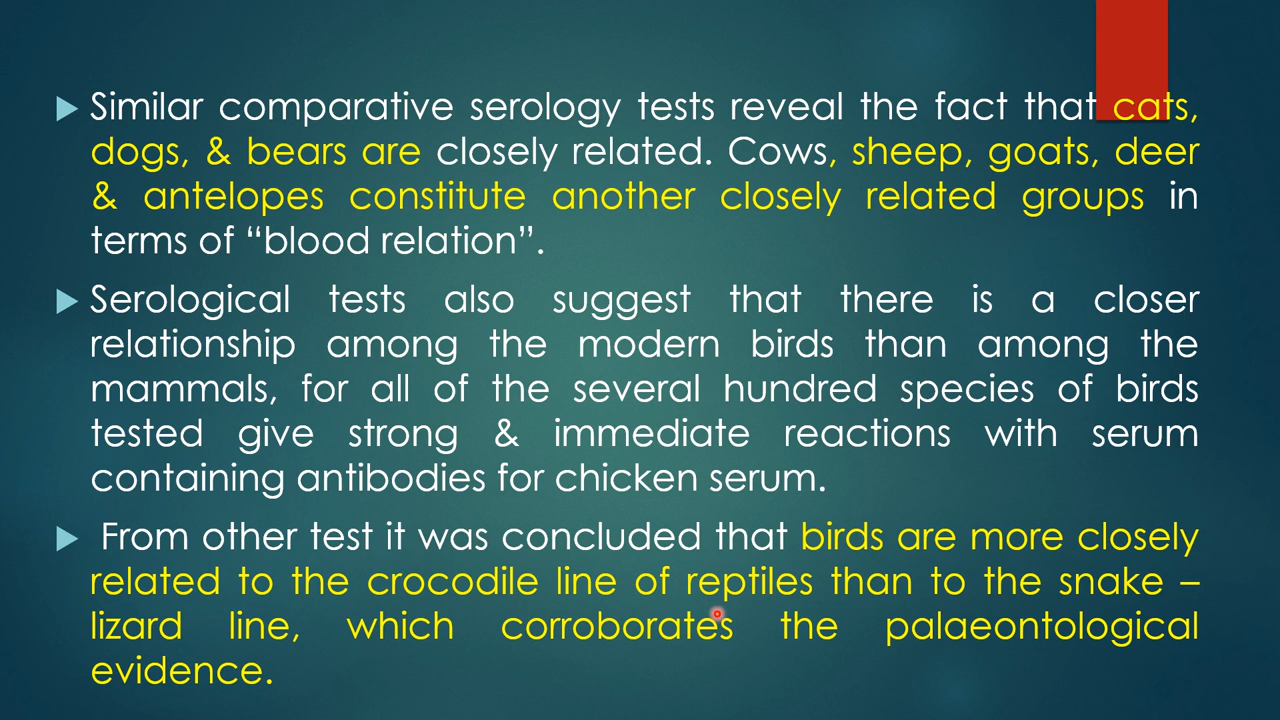 Similar comparative serology tests reveal the fact that cats,
dogs, & bears are closely related. Cows, sheep, goats, deer
& antelopes constitute another closely related groups in
terms of “blood relation”.
Serological tests also suggest that there is a closer
relationship among the modern birds than among the
mammals, for all of the several hundred species of birds
tested give strong & immediate reactions with serum
containing antibodies for chicken serum.
From other test it was concluded that birds are more closely
related to the crocodile line of reptiles than to the snake –
lizard line, which corroborates the palaeontological
evidence.